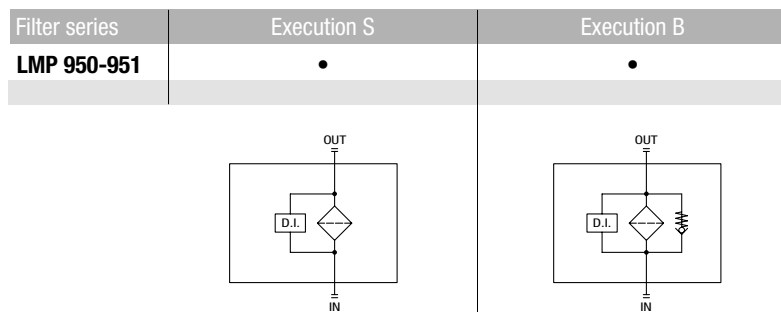 Filter series Execution S Execution B
LMP 950-951 • •
OUT OUT
D.I. D.I.
IN IN